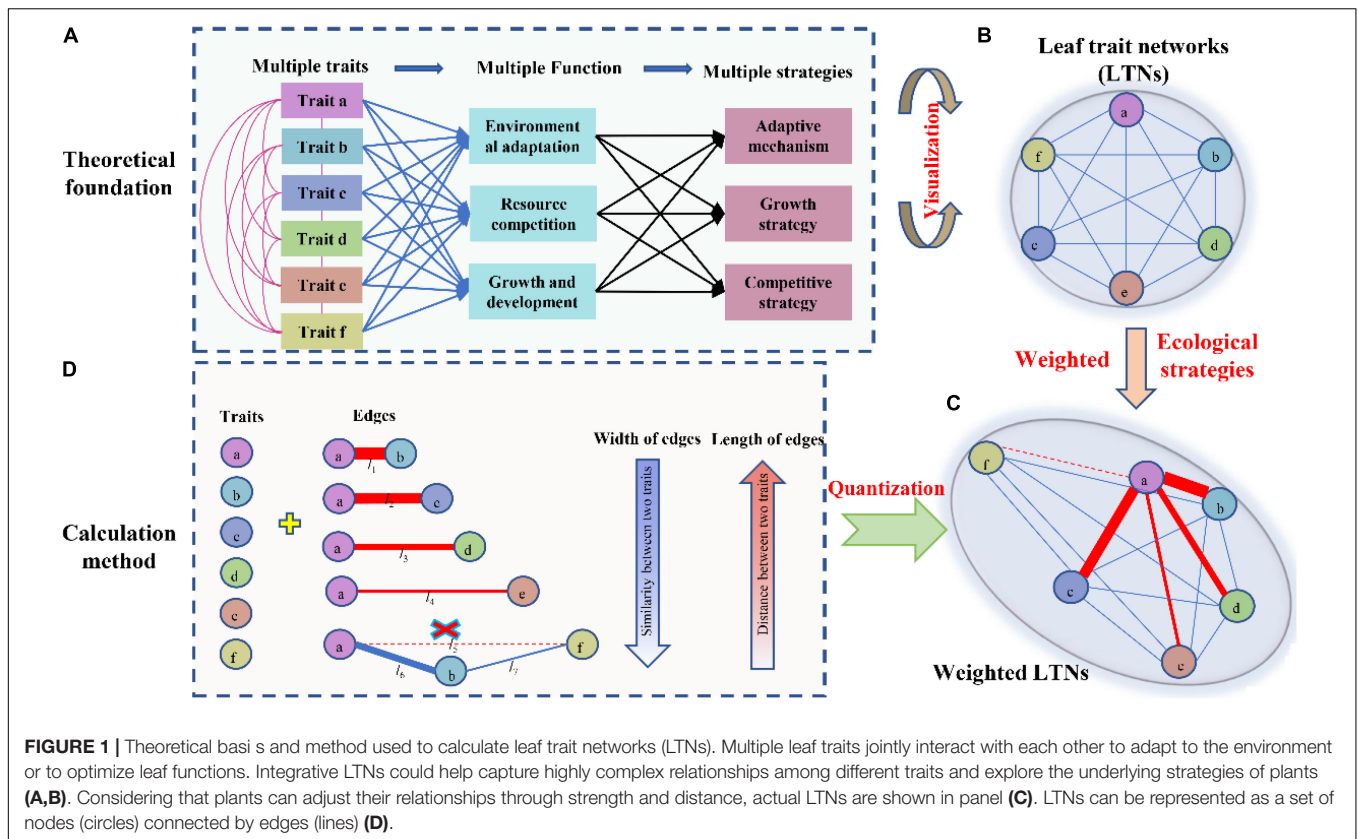 A
Theoretical
foundation
Multiple traits
Multiple Function
Multiple strategies
Trait a
Trait b
Trait c
Trait d
Trait c
Trait f
Environment
al adaptation
Resource
competition
Growth and
development
Adaptive
mechanism
Growth
strategy
Competitive
strategy
Visualization
B
Leaf trait networks
(LTNs)
a
f
b
c
d
e
Weighted
Ecological
strategies
D
Calculation
method
Traits
a
b
c
d
c
f
Edges
a l1 b
a l2 c
a l3 d
a l4 e
a l5 f
l6 b l7
Width of edges
Similarity between two traits
Length of edges
Distance between two traits
Quantization
C
f
a
b
c
d
e
Weighted LTNs
FIGURE 1 | Theoretical basi s and method used to calculate leaf trait networks (LTNs). Multiple leaf traits jointly interact with each other to adapt to the environment
or to optimize leaf functions. Integrative LTNs could help capture highly complex relationships among different traits and explore the underlying strategies of plants
(A,B). Considering that plants can adjust their relationships through strength and distance, actual LTNs are shown in panel (C). LTNs can be represented as a set of
nodes (circles) connected by edges (lines) (D).